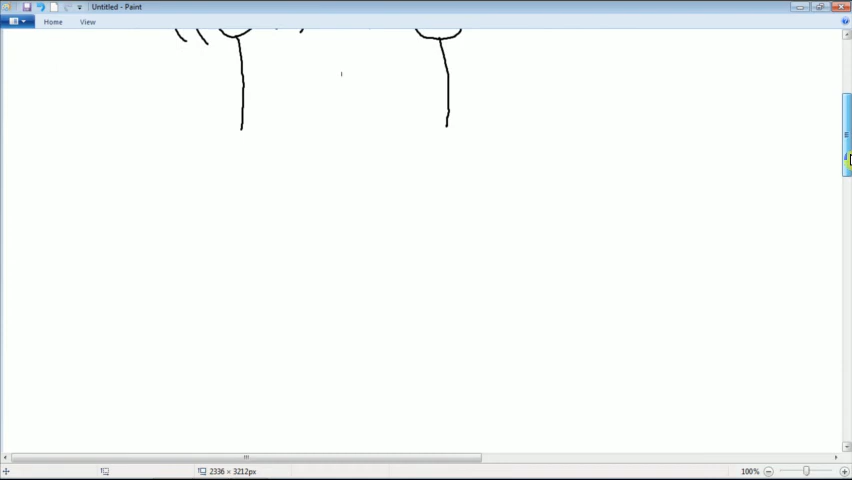 Untitled - Paint
Home View
2336 × 3212px 100%